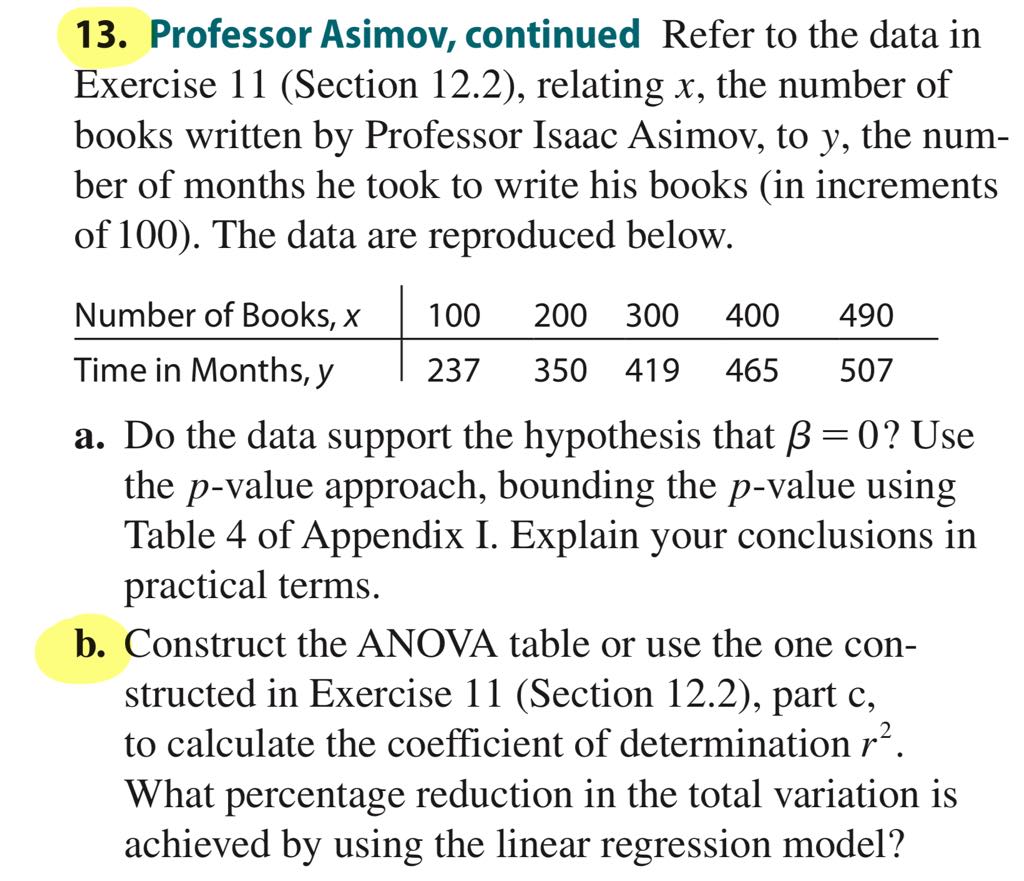 13. Professor Asimov, continued Refer to the data in
Exercise 11 (Section 12.2), relating x, the number of
books written by Professor Isaac Asimov, to y, the num-
ber of months he took to write his books (in increments
of 100). The data are reproduced below.
Number of Books, x 100 200 300 400 490
Time in Months, y 237 350 419 465 507
a. Do the data support the hypothesis that β = 0? Use
the p-value approach, bounding the p-value using
Table 4 of Appendix I. Explain your conclusions in
practical terms.
b. Construct the ANOVA table or use the one con-
structed in Exercise 11 (Section 12.2), part c,
to calculate the coefficient of determination r².
What percentage reduction in the total variation is
achieved by using the linear regression model?